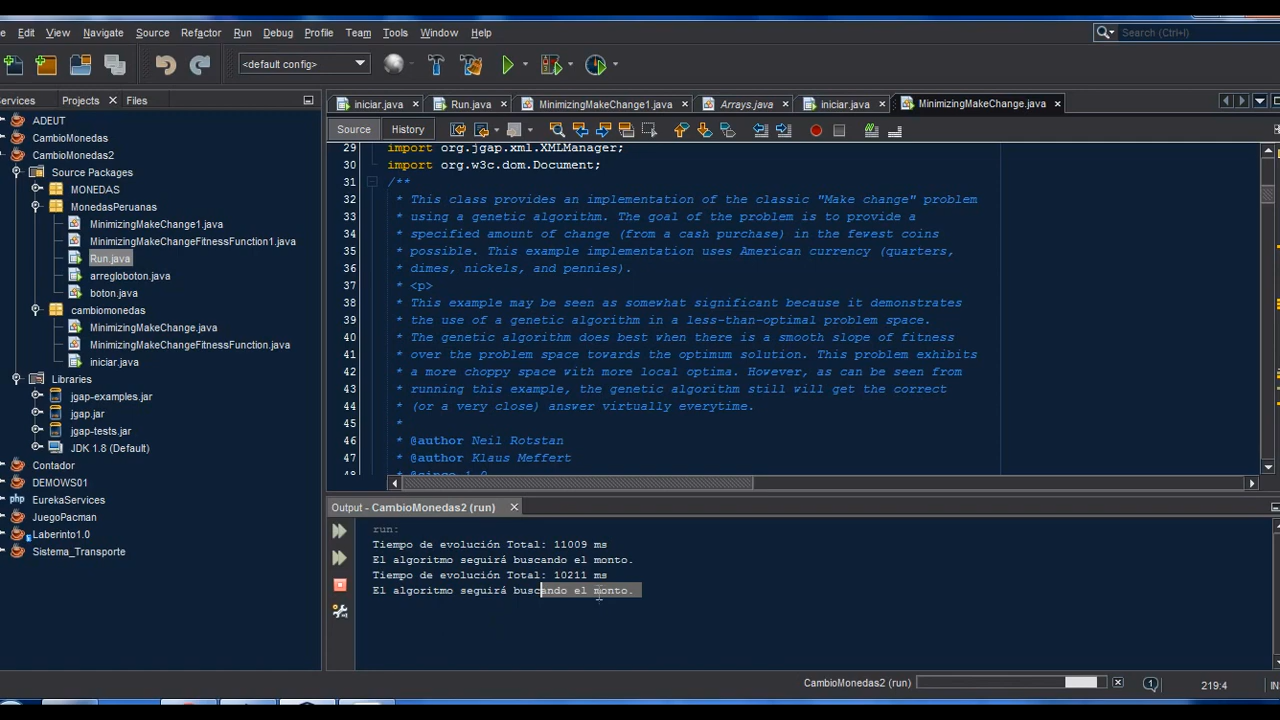 e Edit View Navigate Source Refactor Run Debug Profile Team Tools Window Help Search (Ctrl+I)
<default config>
Services Projects Files
iniciar.java Run.java MinimizingMakeChange1.java Arrays.java iniciar.java MinimizingMakeChange.java
Source History
ADEUT
CambioMonedas
CambioMonedas2
Source Packages
MONEDAS
MonedasPeruanas
MinimizingMakeChange1.java
MinimizingMakeChangeFitnessFunction1.java
Run.java
arregloboton.java
boton.java
cambiomonedas
MinimizingMakeChange.java
MinimizingMakeChangeFitnessFunction.java
iniciar.java
Libraries
jgap-examples.jar
jgap.jar
jgap-tests.jar
JDK 1.8 (Default)
Contador
DEMOWS01
php EurekaServices
JuegoPacman
Laberinto1.0
Sistema_Transporte
29 import org.jgap.xml.XMLManager;
30 import org.w3c.dom.Document;
31 /**
32 * This class provides an implementation of the classic "Make change" problem
33 * using a genetic algorithm. The goal of the problem is to provide a
34 * specified amount of change (from a cash purchase) in the fewest coins
35 * possible. This example implementation uses American currency (quarters,
36 * dimes, nickels, and pennies).
37 * <p>
38 * This example may be seen as somewhat significant because it demonstrates
39 * the use of a genetic algorithm in a less-than-optimal problem space.
40 * The genetic algorithm does best when there is a smooth slope of fitness
41 * over the problem space towards the optimum solution. This problem exhibits
42 * a more choppy space with more local optima. However, as can be seen from
43 * running this example, the genetic algorithm still will get the correct
44 * (or a very close) answer virtually everytime.
45 *
46 * @author Neil Rotstan
47 * @author Klaus Meffert
48 * @since 1.0
Output - CambioMonedas2 (run)
run:
Tiempo de evolución Total: 11009 ms
El algoritmo seguirá buscando el monto.
Tiempo de evolución Total: 10211 ms
El algoritmo seguirá buscando el monto.
CambioMonedas2 (run) 1 219:4 IN